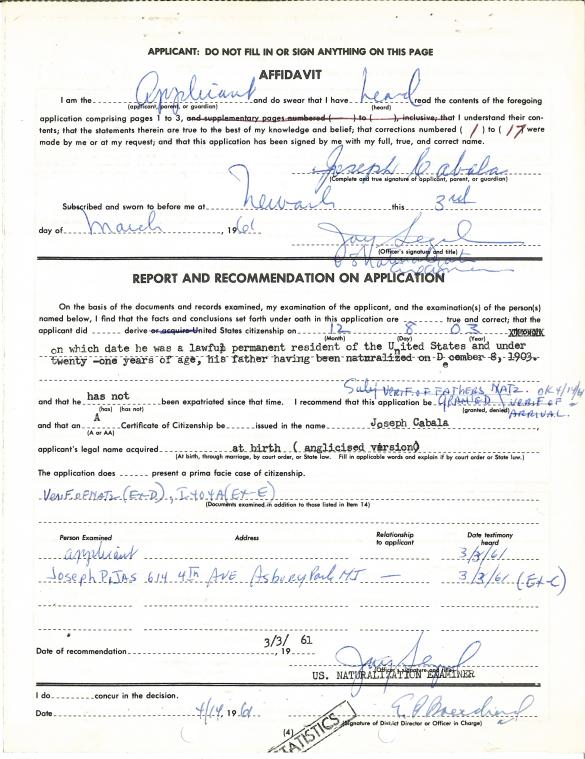 APPLICANT: DO NOT FILL IN OR SIGN ANYTHING ON THIS PAGE
AFFIDAVIT
I am the Applicant and do swear that I have heard read the contents of the foregoing
(applicant, parent, or guardian) (heard)
application comprising pages 1 to 3, and supplementary pages numbered ( ) to ( ), inclusive, that I understand their con-
tents; that the statements therein are true to the best of my knowledge and belief; that corrections numbered ( 1 ) to ( 17 were
made by me or at my request; and that this application has been signed by me with my full, true, and correct name.
Joseph Cabala
(Complete and true signature of applicant, parent, or guardian)
Subscribed and sworn to before me at Newark this 3rd
day of March, 1961
Jay Segal
(Officer's signature and title)
REPORT AND RECOMMENDATION ON APPLICATION
On the basis of the documents and records examined, my examination of the applicant, and the examination(s) of the person(s)
named below, I find that the facts and conclusions set forth under oath in this application are true and correct; that the
applicant did derive or acquire United States citizenship on 12 8 03
(Month) (Day) (Year)
on which date he was a lawful permanent resident of the United States and under
twenty -one years of age, his father having been naturalized on D cember 8, 1903.
e
Subj VERIF OF FATHERS NATZ. OK 4/14/61
and that he has not been expatriated since that time. I recommend that this application be GRANTED VERIF OF
(has) (has not) (granted, denied) ARRIVAL.
and that an A Certificate of Citizenship be issued in the name Joseph Cabala
(A or AA)
applicant's legal name acquired at birth ( anglicised version)
(At birth, through marriage, by court order, or State law. Fill in applicable words and explain if by court order or State law.)
The application does present a prima facie case of citizenship.
Verif of Natz (Ex-D), I-404A (Ex-E)
(Documents examined in addition to those listed in Item 14)
Person Examined Address Relationship to applicant Date testimony heard
applicant 3/3/61
Joseph 614 4th AVE Asbury Park NJ — 3/3/61 (Ex-C)
Date of recommendation 3/3/ 61, 19
Jay Segal
(Officer's signature and title)
US. NATURALIZATION EXAMINER
I do concur in the decision.
Date 4/14, 1961
(Signature of District Director or Officer in Charge)
(4)
STATISTICS